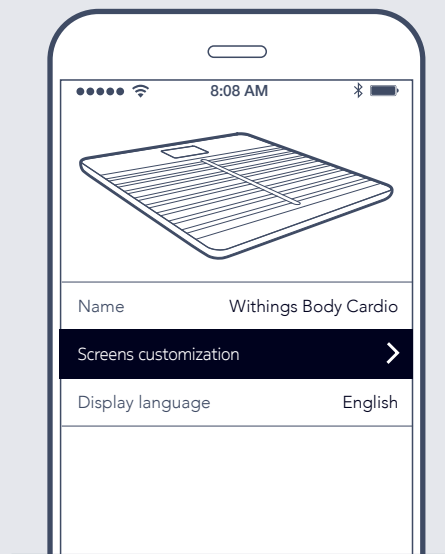 8:08 AM
Name Withings Body Cardio
Screens customization
Display language English